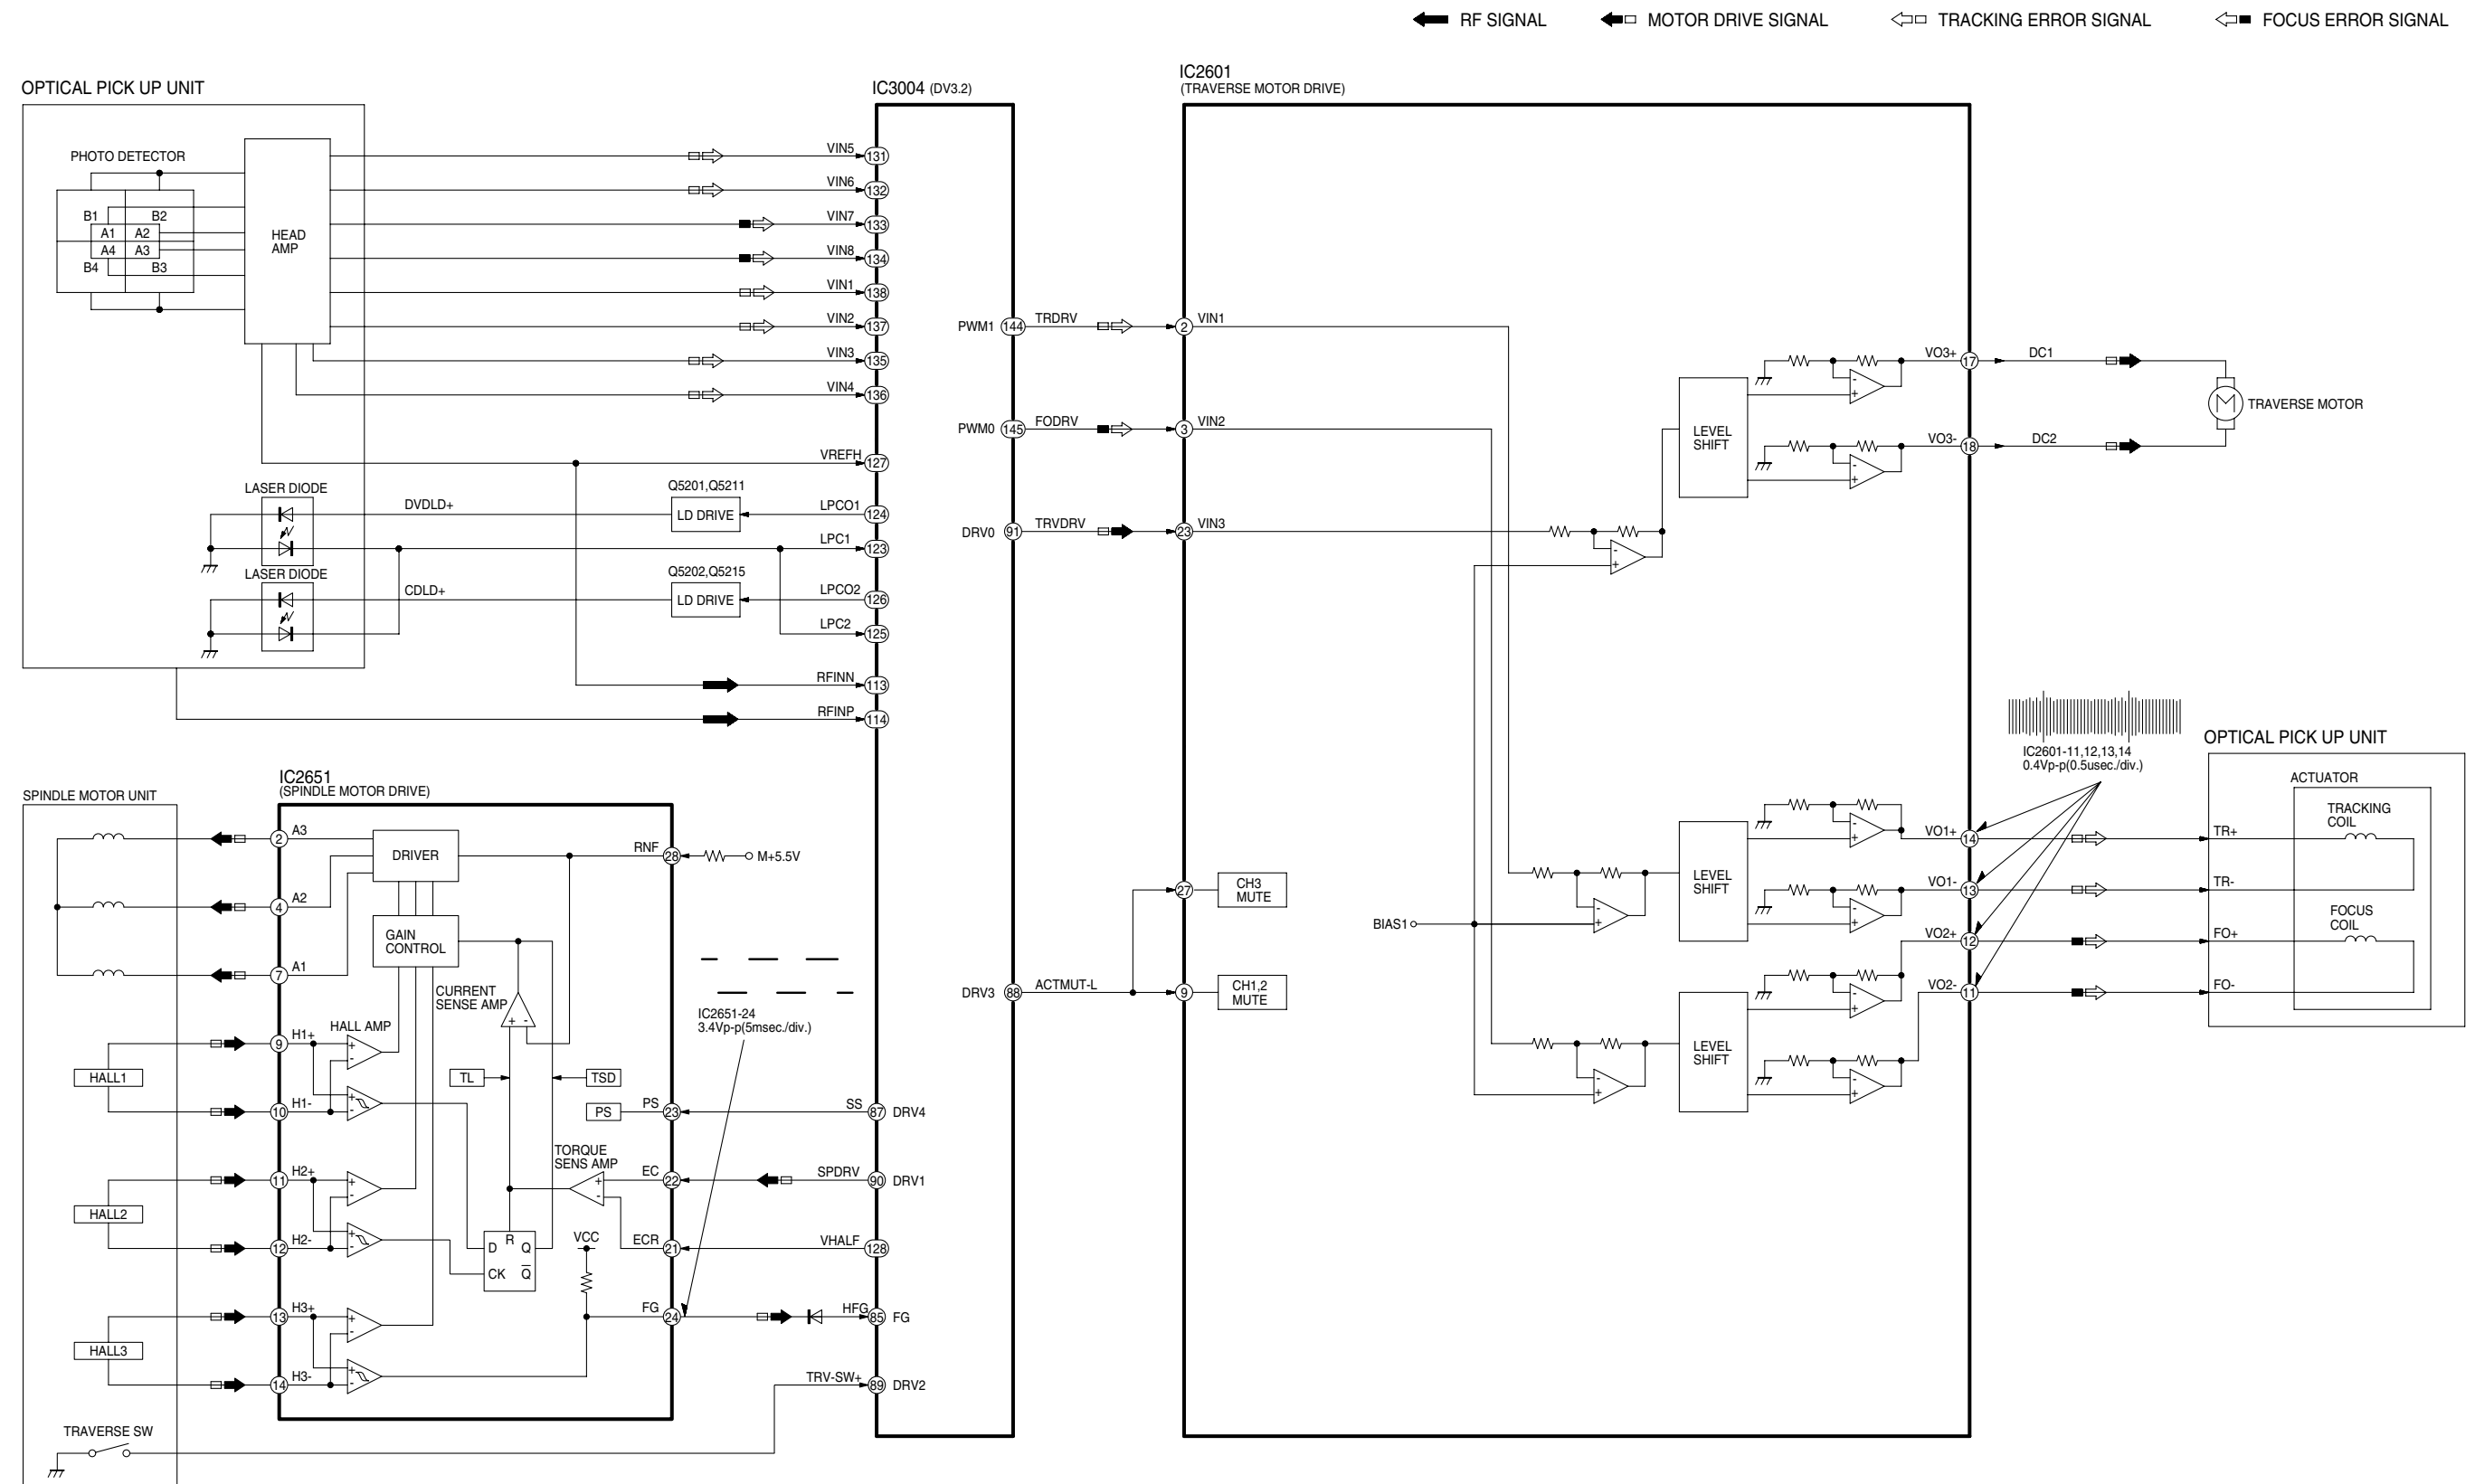 RF SIGNAL
MOTOR DRIVE SIGNAL
TRACKING ERROR SIGNAL
FOCUS ERROR SIGNAL
OPTICAL PICK UP UNIT
PHOTO DETECTOR
B1
B2
A1
A2
A4
A3
B4
B3
HEAD
AMP
LASER DIODE
DVDLD+
LASER DIODE
CDLD+
Q5201,Q5211
LD DRIVE
Q5202,Q5215
LD DRIVE
IC3004 (DV3.2)
VIN5
131
VIN6
132
VIN7
133
VIN8
134
VIN1
138
VIN2
137
VIN3
135
VIN4
136
VREFH
127
LPCO1
124
LPC1
123
LPCO2
126
LPC2
125
RFINN
113
RFINP
114
PWM1
144
TRDRV
PWM0
145
FODRV
DRV0
91
TRVDRV
DRV3
88
ACTMUT-L
SS
87
DRV4
SPDRV
90
DRV1
VHALF
128
HFG
85
FG
TRV-SW+
89
DRV2
IC2601
(TRAVERSE MOTOR DRIVE)
2
VIN1
3
VIN2
23
VIN3
27
CH3
MUTE
9
CH1,2
MUTE
BIAS1
-
+
LEVEL
SHIFT
-
+
-
+
VO3+
17
DC1
VO3-
18
DC2
M
TRAVERSE MOTOR
-
+
LEVEL
SHIFT
-
+
-
+
VO1+
14
VO1-
13
-
+
LEVEL
SHIFT
-
+
-
+
VO2+
12
VO2-
11
IC2601-11,12,13,14
0.4Vp-p(0.5usec./div.)
OPTICAL PICK UP UNIT
ACTUATOR
TRACKING
COIL
TR+
TR-
FOCUS
COIL
FO+
FO-
SPINDLE MOTOR UNIT
HALL1
HALL2
HALL3
TRAVERSE SW
IC2651
(SPINDLE MOTOR DRIVE)
2
A3
4
A2
7
A1
DRIVER
GAIN
CONTROL
RNF
28
M+5.5V
CURRENT
SENSE AMP
+ -
HALL AMP
9
H1+
10
H1-
+
-
+
-
11
H2+
12
H2-
+
-
+
-
13
H3+
14
H3-
+
-
+
-
TL
TSD
PS
PS
23
TORQUE
SENS AMP
+
-
EC
22
ECR
21
R
D
Q
CK
Q
VCC
FG
24
IC2651-24
3.4Vp-p(5msec./div.)